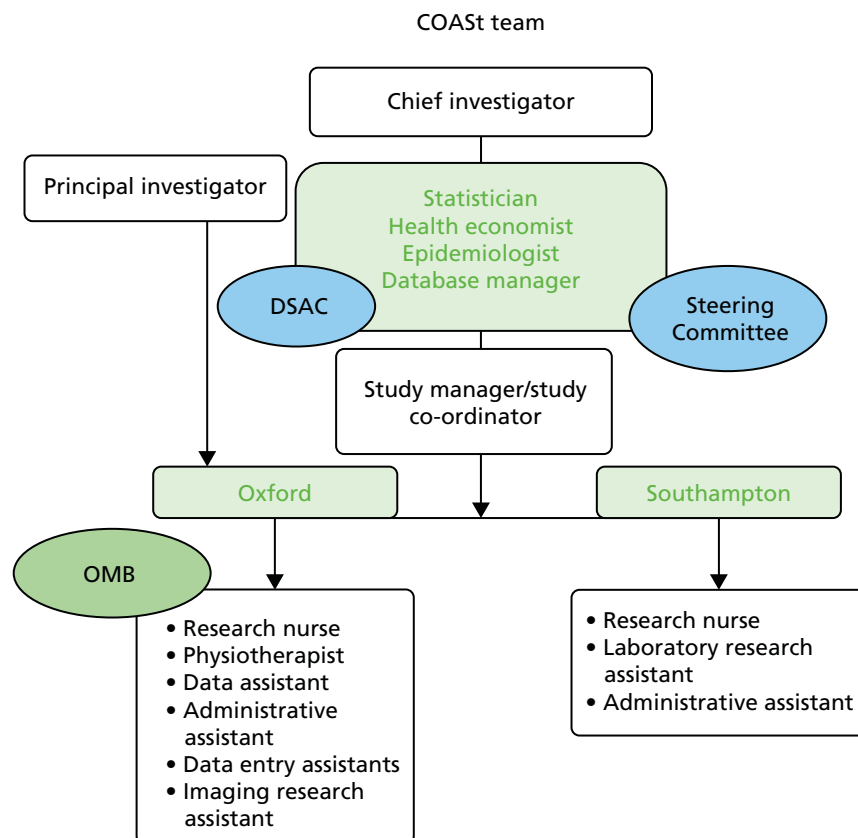 COASt team
Chief investigator
Principal investigator
Statistician
Health economist
Epidemiologist
Database manager
DSAC
Steering
Committee
Study manager/study
co-ordinator
Oxford
Southampton
OMB
• Research nurse
• Physiotherapist
• Data assistant
• Administrative
assistant
• Data entry assistants
• Imaging research
assistant
• Research nurse
• Laboratory research
assistant
• Administrative assistant